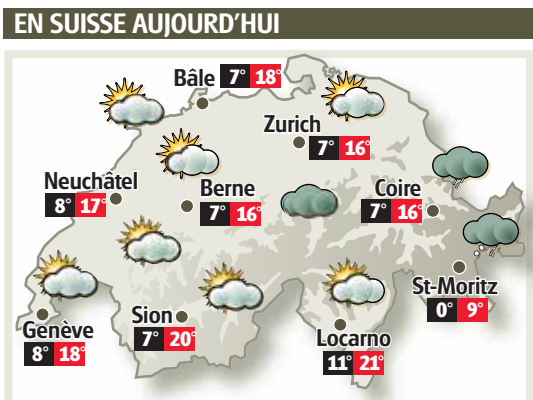 EN SUISSE AUJOURD'HUI
Bâle 7° 18°
Zurich
7° 16°
Neuchâtel
8° 17°
Berne
7° 16°
Coire
7° 16°
St-Moritz
0° 9°
Genève
8° 18°
Sion
7° 20°
Locarno
11° 21°